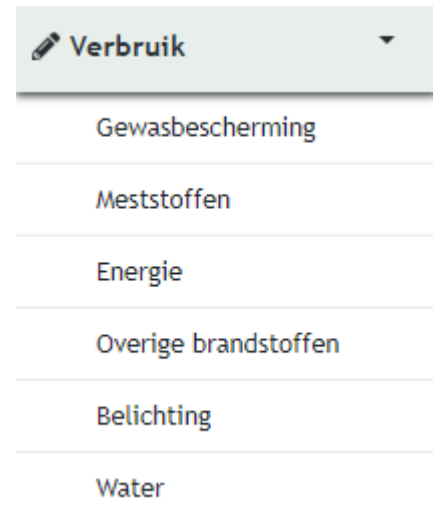 Verbruik
Gewasbescherming
Meststoffen
Energie
Overige brandstoffen
Belichting
Water